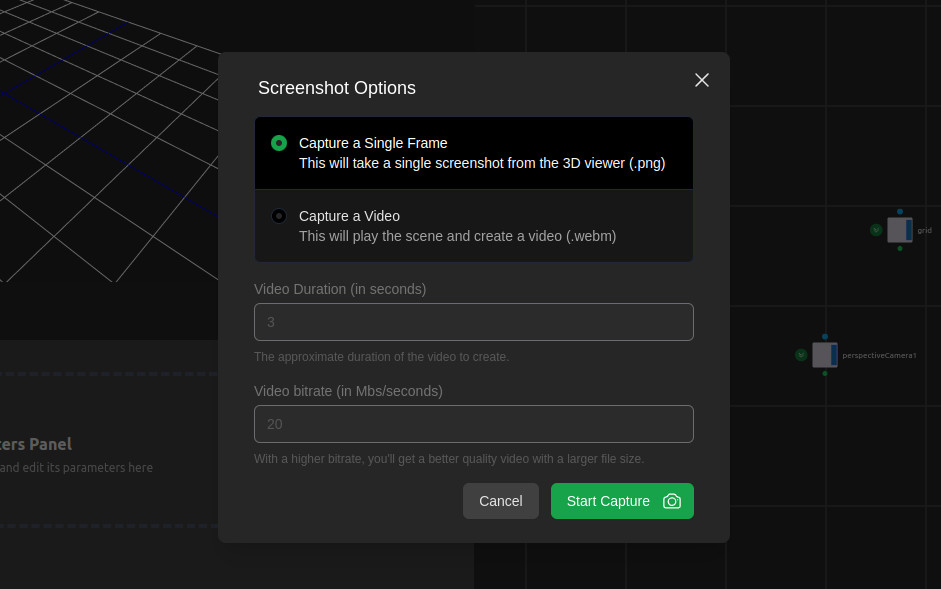 Screenshot Options
Capture a Single Frame
This will take a single screenshot from the 3D viewer (.png)
Capture a Video
This will play the scene and create a video (.webm)
Video Duration (in seconds)
3
The approximate duration of the video to create.
Video bitrate (in Mbs/seconds)
20
With a higher bitrate, you'll get a better quality video with a larger file size.
Cancel
Start Capture
ers Panel
and edit its parameters here
grid
perspectiveCamera1